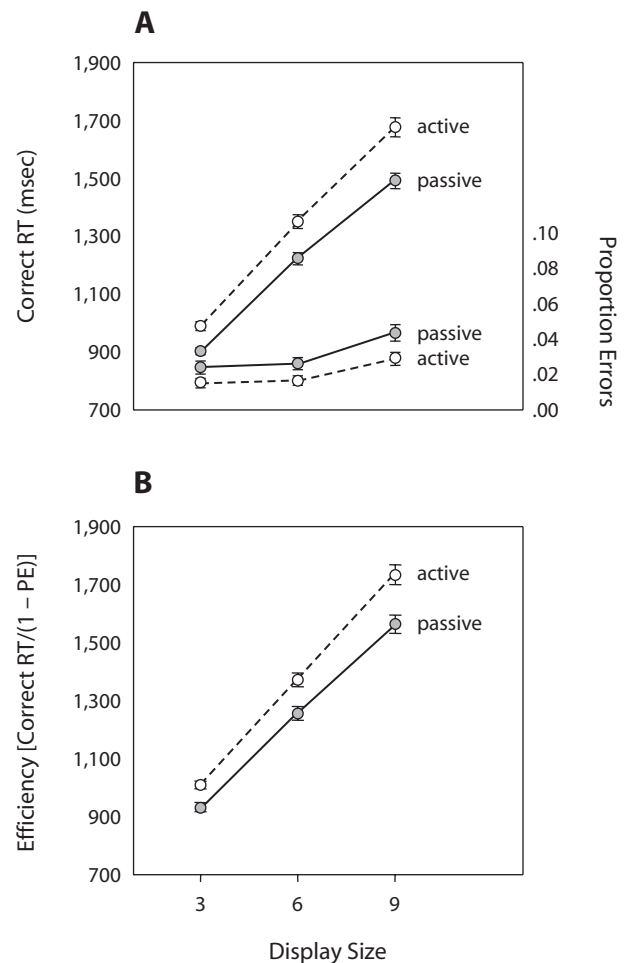 A
1,900
1,700
1,500
1,300
1,100
900
700
Correct RT (msec)
active
passive
passive
active
.10
.08
.06
.04
.02
.00
Proportion Errors
B
1,900
1,700
1,500
1,300
1,100
900
700
Efficiency [Correct RT/(1 – PE)]
active
passive
3 6 9
Display Size